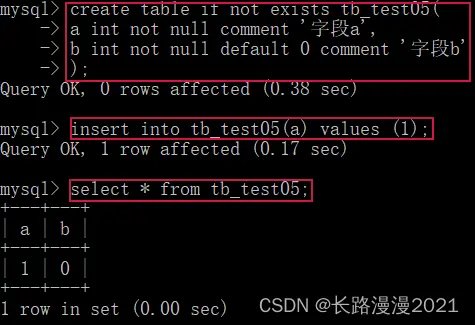 mysql> create table if not exists tb_test05(
    -> a int not null comment '字段a',
    -> b int not null default 0 comment '字段b'
    -> );
Query OK, 0 rows affected (0.38 sec)
mysql> insert into tb_test05(a) values (1);
Query OK, 1 row affected (0.17 sec)
mysql> select * from tb_test05;
+---+---+
| a | b |
+---+---+
| 1 | 0 |
+---+---+
1 row in set (0.00 sec)
CSDN @长路漫漫2021